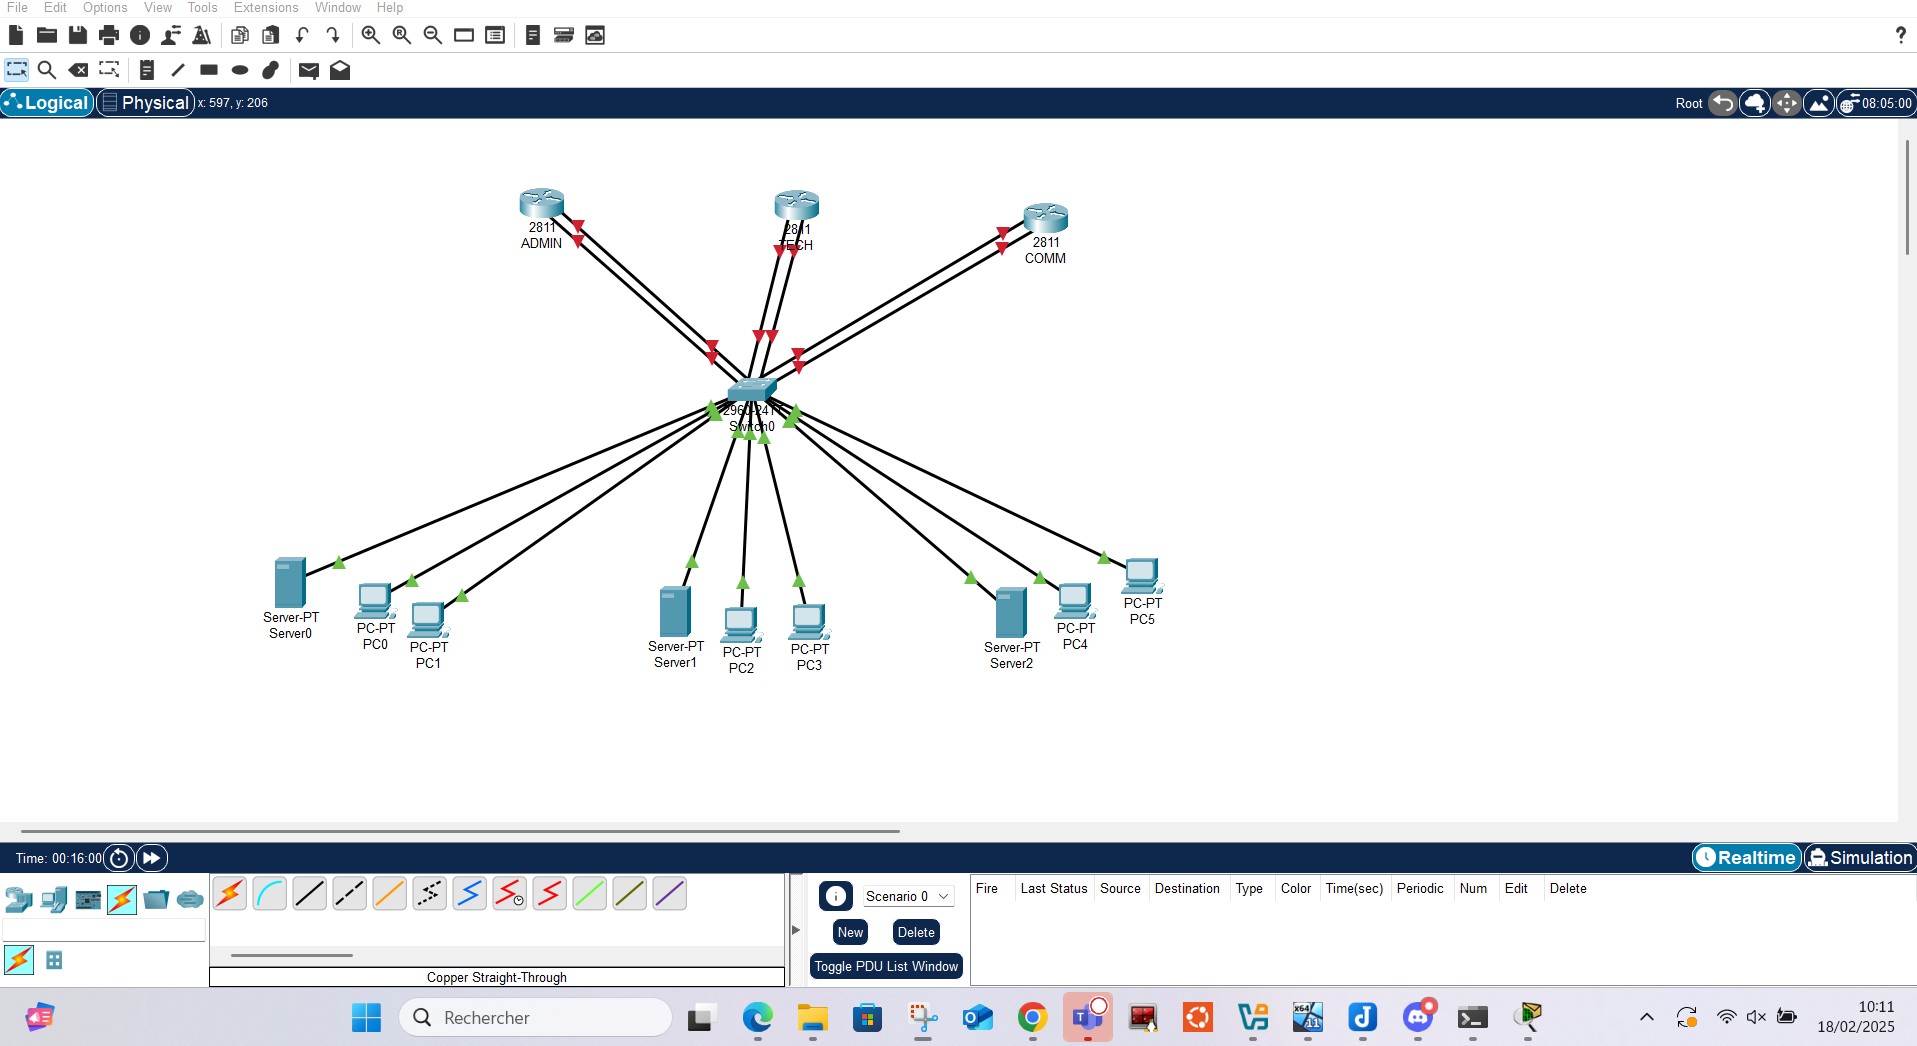 File Edit Options View Tools Extensions Window Help
Logical Physical x: 597, y: 206 Root 08:05:00
2811
ADMIN
2811
TECH
2811
COMM
2960-24TT
Switch0
Server-PT
Server0
PC-PT
PC0
PC-PT
PC1
Server-PT
Server1
PC-PT
PC2
PC-PT
PC3
Server-PT
Server2
PC-PT
PC4
PC-PT
PC5
Time: 00:16:00 Realtime Simulation
Scenario 0
New Delete
Toggle PDU List Window
Fire Last Status Source Destination Type Color Time(sec) Periodic Num Edit Delete
Copper Straight-Through
Rechercher
10:11
18/02/2025